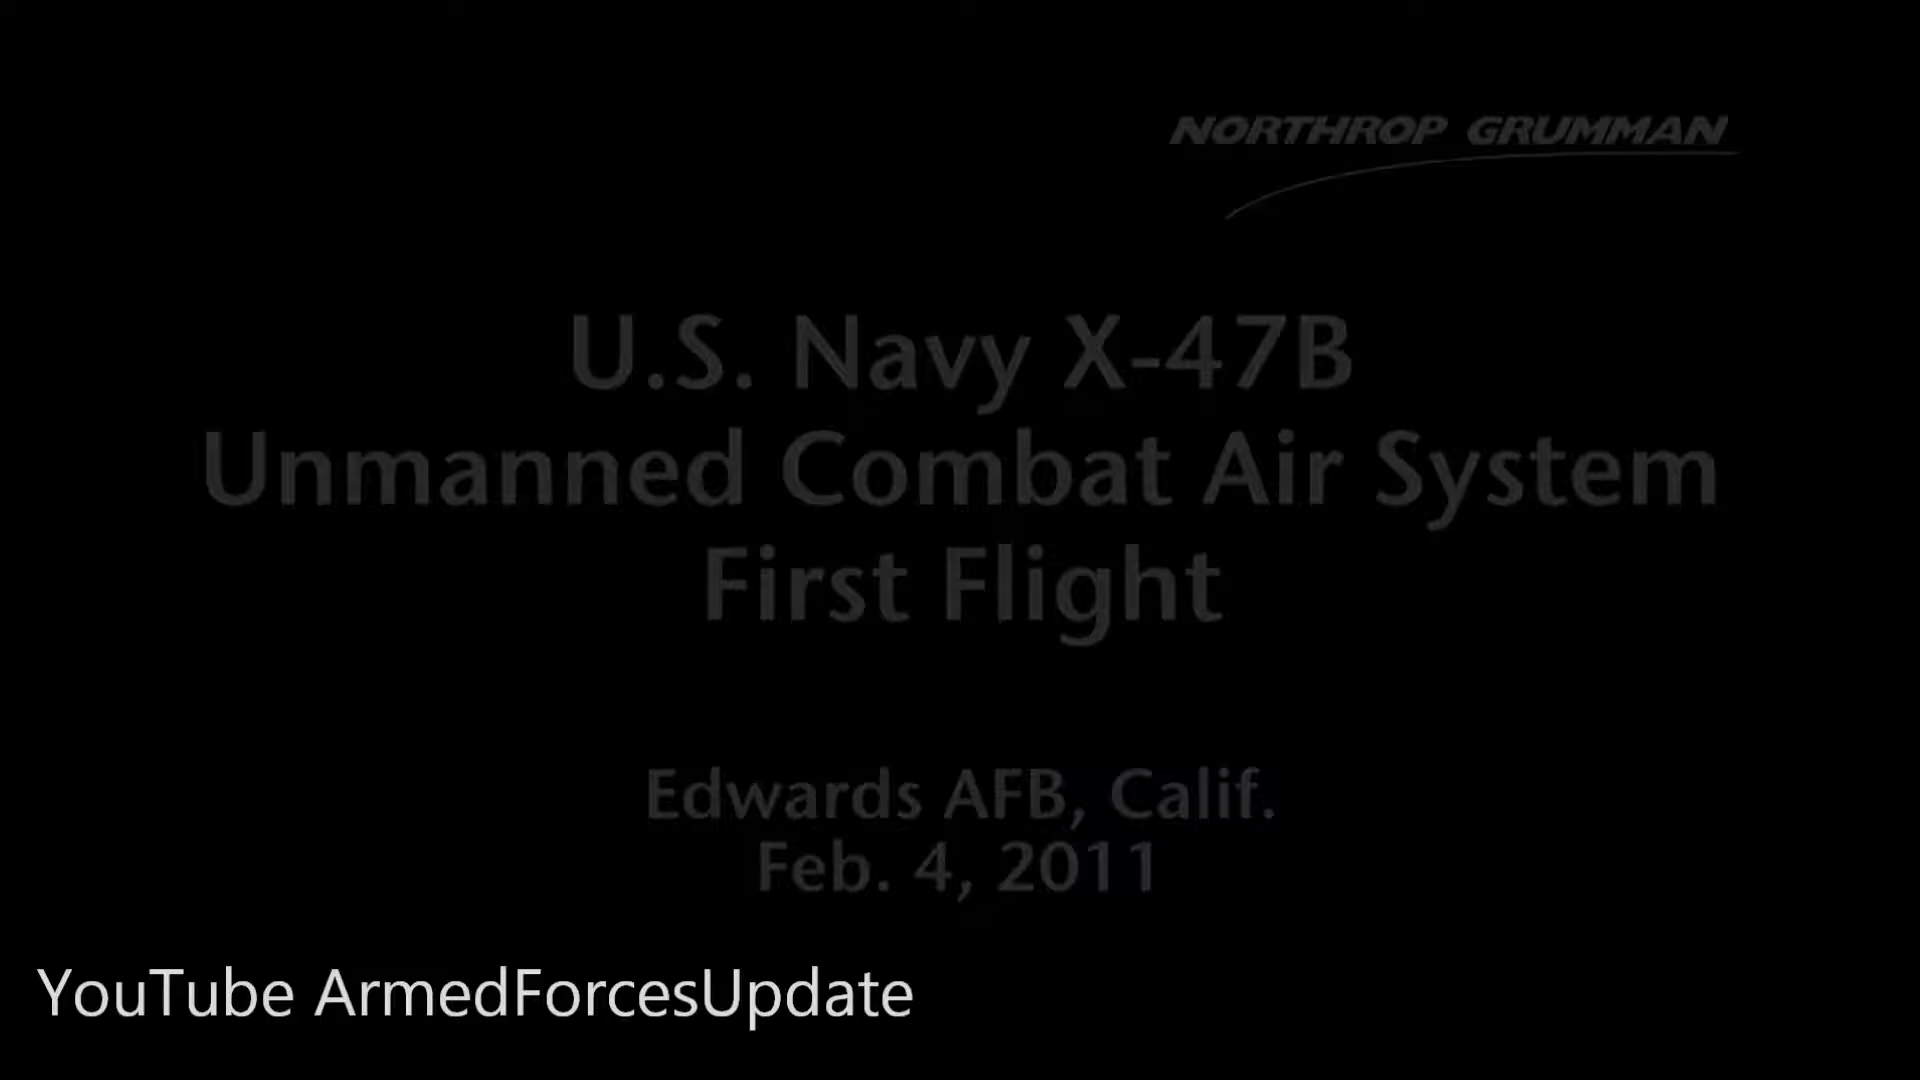 NORTHROP GRUMMAN
U.S. Navy X-47B
Unmanned Combat Air System
First Flight
Edwards AFB, Calif.
Feb. 4, 2011
YouTube ArmedForcesUpdate